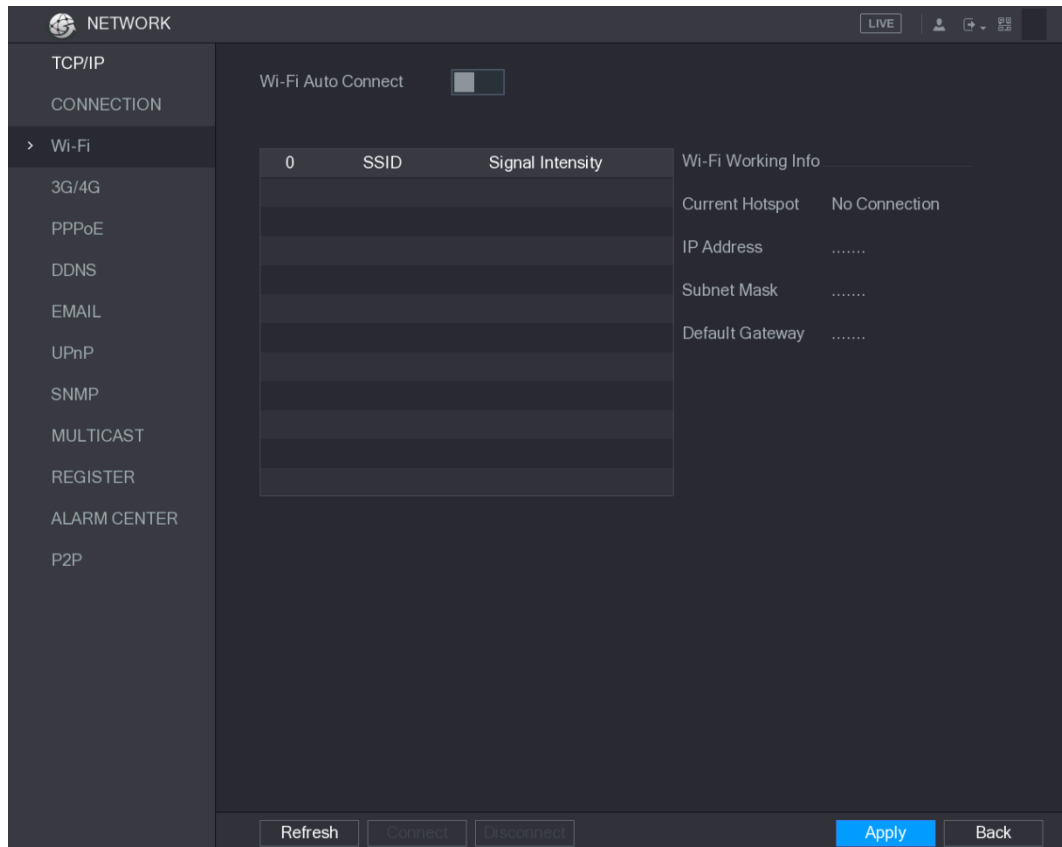 NETWORK
LIVE
TCP/IP
CONNECTION
Wi-Fi
3G/4G
PPPoE
DDNS
EMAIL
UPnP
SNMP
MULTICAST
REGISTER
ALARM CENTER
P2P
Wi-Fi Auto Connect
0 SSID Signal Intensity
Wi-Fi Working Info
Current Hotspot No Connection
IP Address .......
Subnet Mask .......
Default Gateway .......
Refresh Connect Disconnect Apply Back